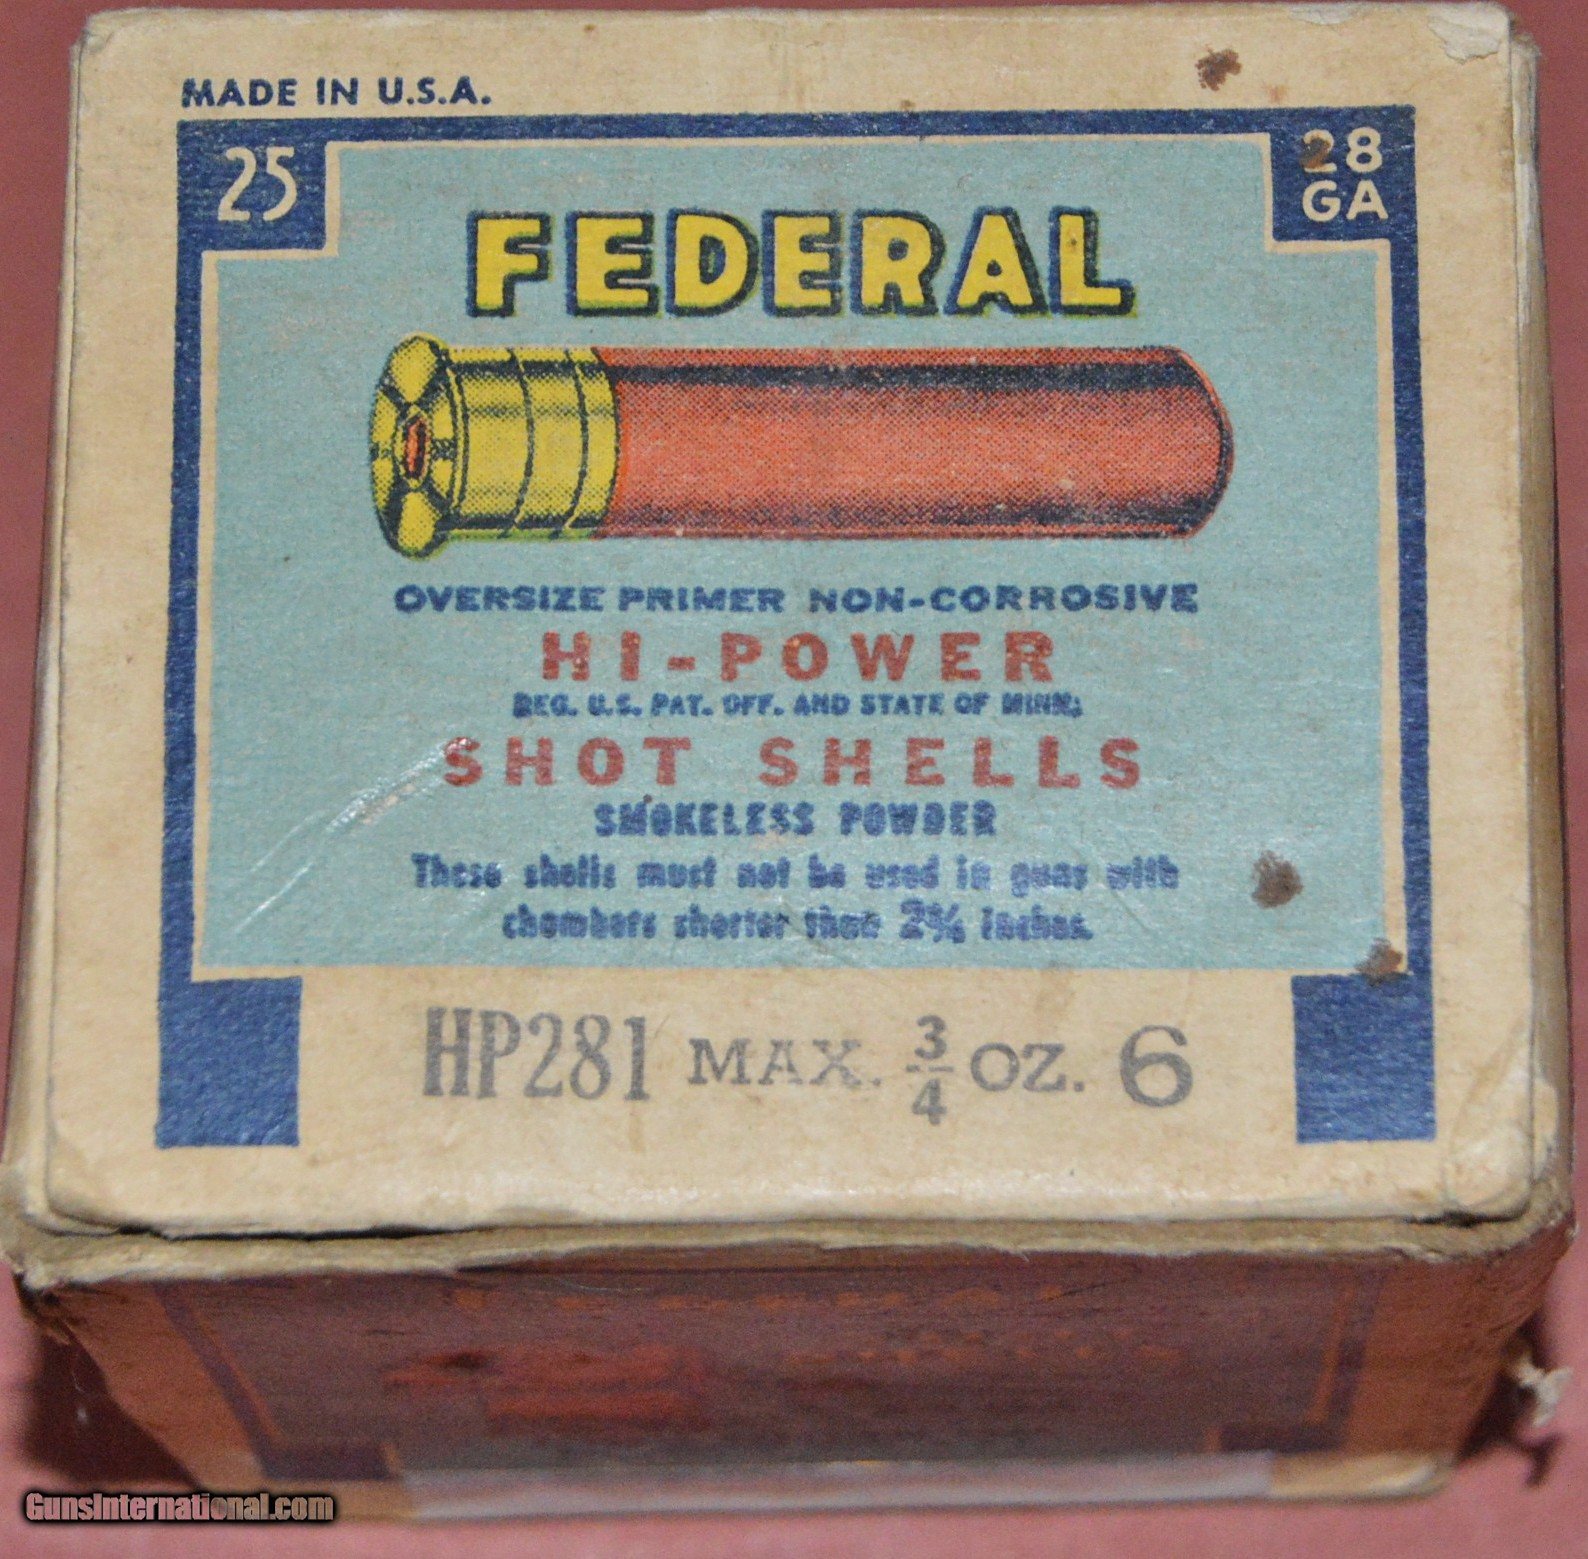 MADE IN U.S.A.
25
28
GA
FEDERAL
OVERSIZE PRIMER NON-CORROSIVE
HI-POWER
REG. U.S. PAT. OFF. AND STATE OF MINN.
SHOT SHELLS
SMOKELESS POWDER
These shells must not be used in guns with
chambers shorter than 2¾ inches.
HP281 MAX. 3/4 OZ. 6
GunsInternational.com